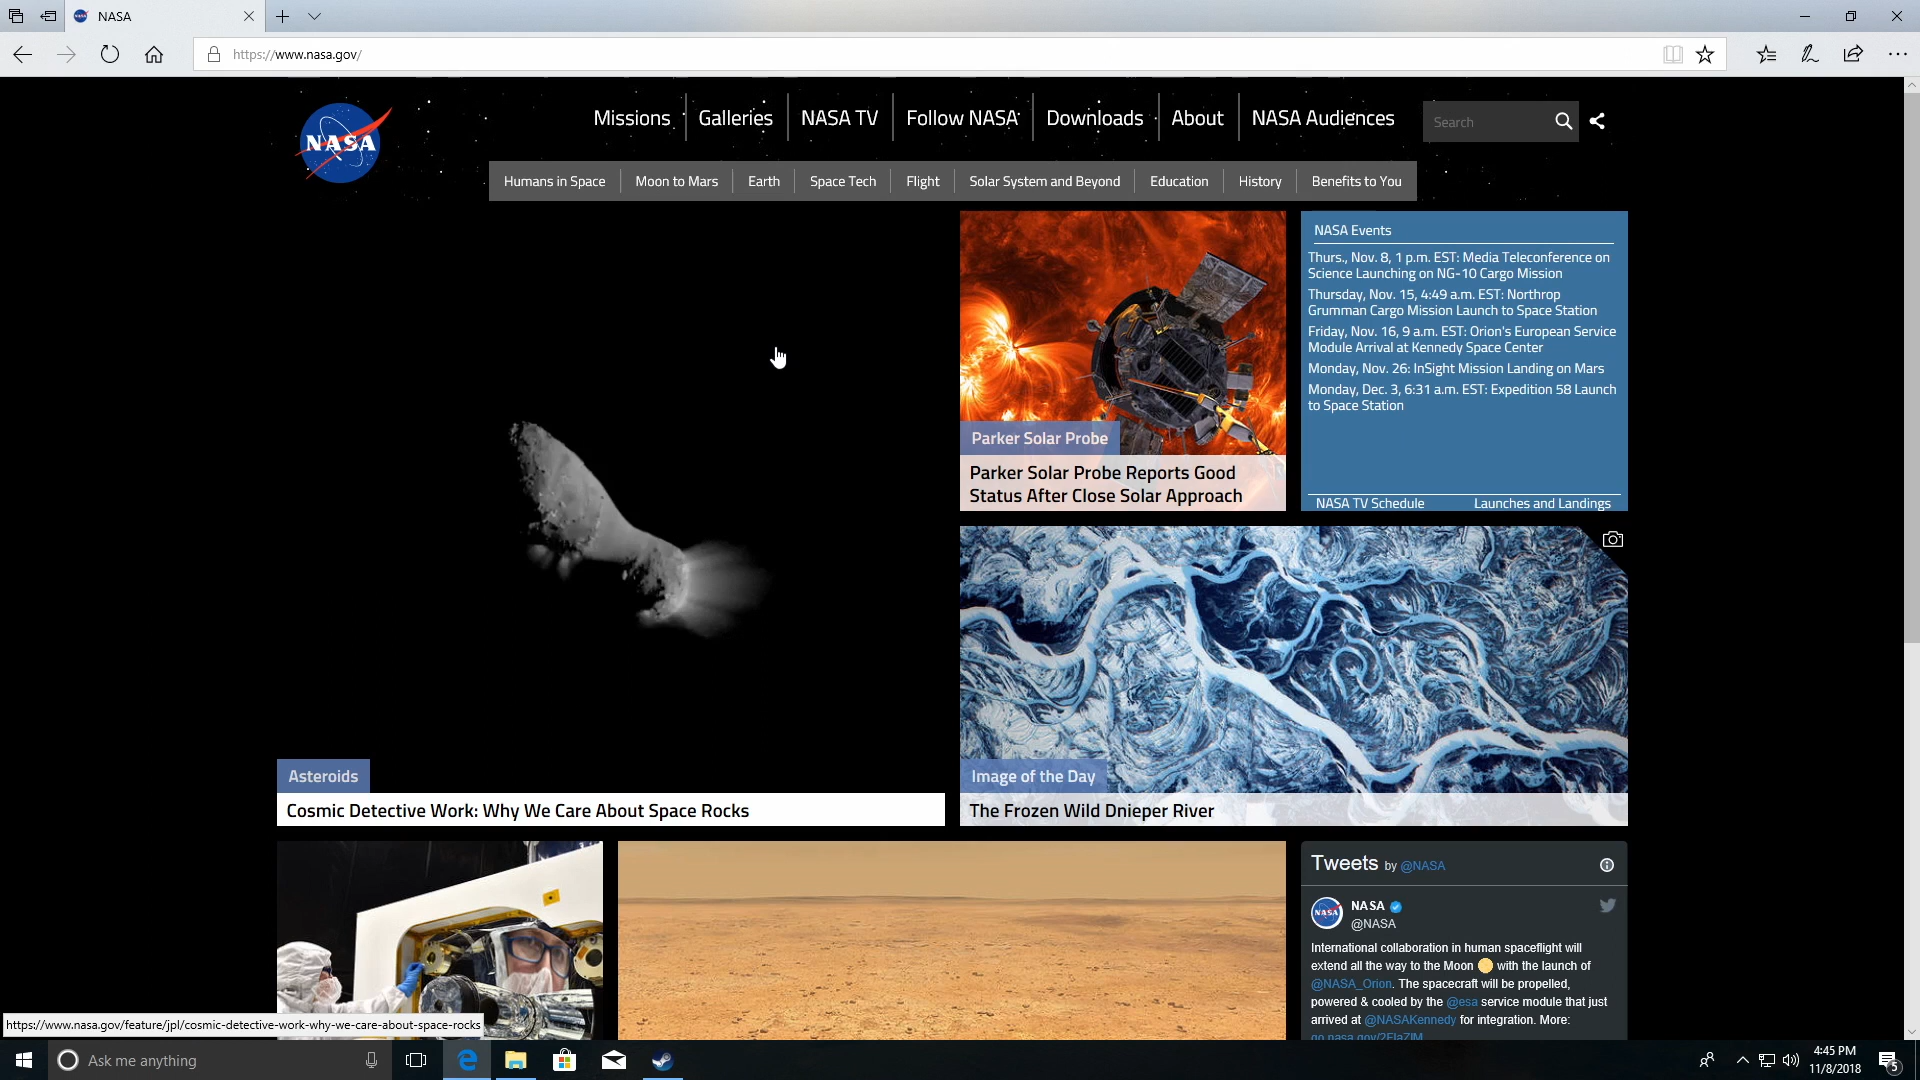 NASA
https://www.nasa.gov/
NASA
Missions
Galleries
NASA TV
Follow NASA
Downloads
About
NASA Audiences
Search
Humans in Space
Moon to Mars
Earth
Space Tech
Flight
Solar System and Beyond
Education
History
Benefits to You
Parker Solar Probe
Parker Solar Probe Reports Good
Status After Close Solar Approach
NASA Events
Thurs., Nov. 8, 1 p.m. EST: Media Teleconference on
Science Launching on NG-10 Cargo Mission
Thursday, Nov. 15, 4:49 a.m. EST: Northrop
Grumman Cargo Mission Launch to Space Station
Friday, Nov. 16, 9 a.m. EST: Orion's European Service
Module Arrival at Kennedy Space Center
Monday, Nov. 26: InSight Mission Landing on Mars
Monday, Dec. 3, 6:31 a.m. EST: Expedition 58 Launch
to Space Station
NASA TV Schedule
Launches and Landings
Asteroids
Cosmic Detective Work: Why We Care About Space Rocks
Image of the Day
The Frozen Wild Dnieper River
Tweets by @NASA
NASA
NASA
@NASA
International collaboration in human spaceflight will
extend all the way to the Moon 🌕 with the launch of
@NASA_Orion. The spacecraft will be propelled,
powered & cooled by the @esa service module that just
arrived at @NASAKennedy for integration. More:
https://www.nasa.gov/feature/jpl/cosmic-detective-work-why-we-care-about-space-rocks
Ask me anything
4:45 PM
11/8/2018
5